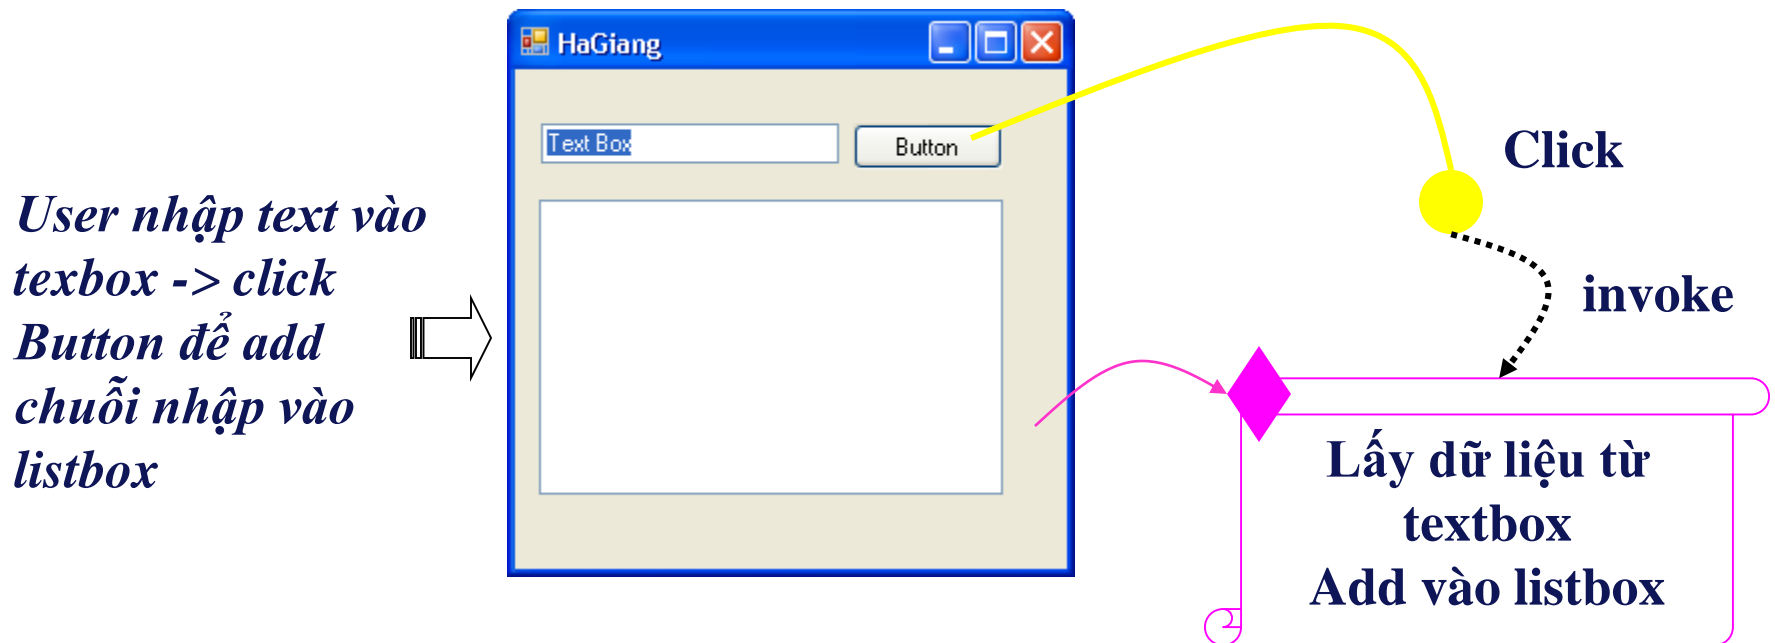 HaGiang
Text Box
Button
Click
invoke
User nhập text vào
texbox -> click
Button để add
chuỗi nhập vào
listbox
Lấy dữ liệu từ
textbox
Add vào listbox